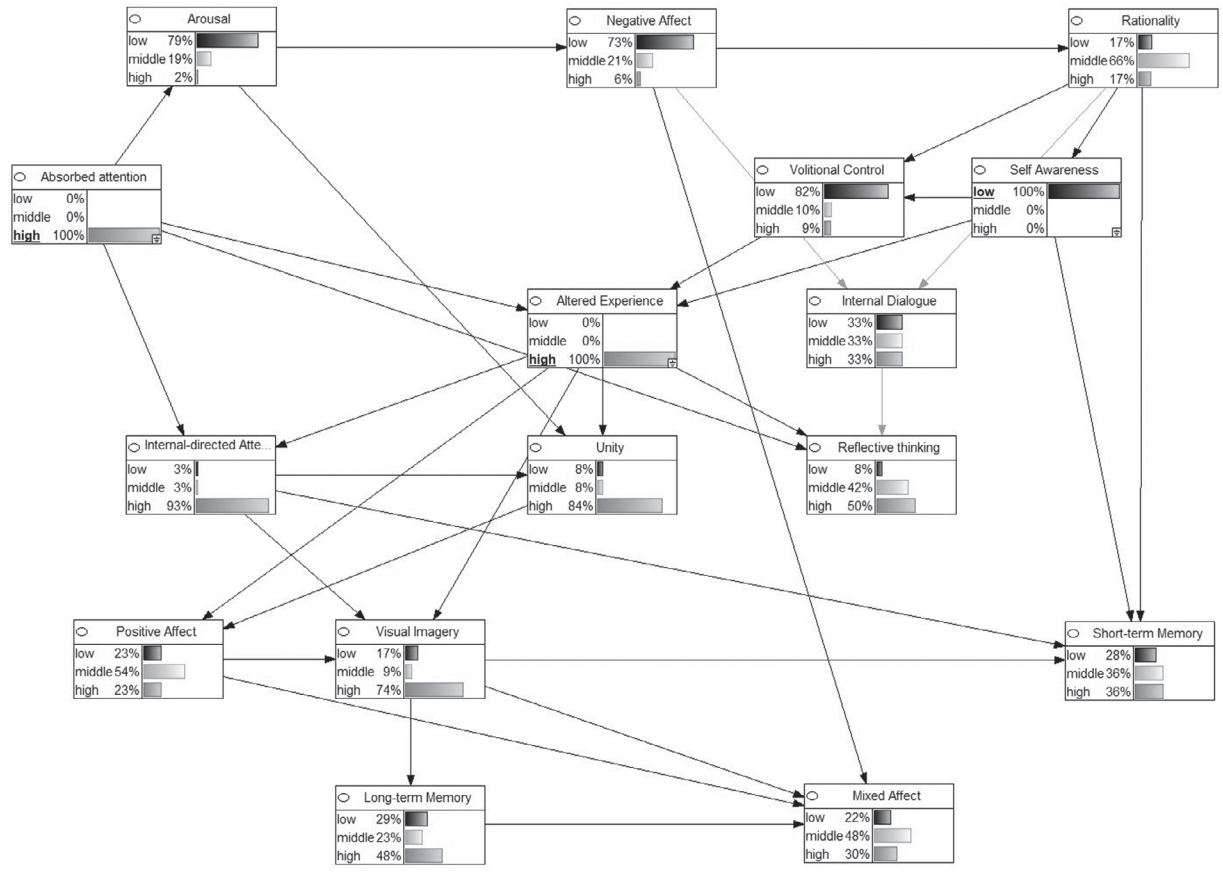 Arousal
low 79%
middle 19%
high 2%
Negative Affect
low 73%
middle 21%
high 6%
Rationality
low 17%
middle 66%
high 17%
Absorbed attention
low 0%
middle 0%
high 100%
Volitional Control
low 82%
middle 10%
high 9%
Self Awareness
low 100%
middle 0%
high 0%
Altered Experience
low 0%
middle 0%
high 100%
Internal Dialogue
low 33%
middle 33%
high 33%
Internal-directed Atte...
low 3%
middle 3%
high 93%
Unity
low 8%
middle 8%
high 84%
Reflective thinking
low 8%
middle 42%
high 50%
Positive Affect
low 23%
middle 54%
high 23%
Visual Imagery
low 17%
middle 9%
high 74%
Short-term Memory
low 28%
middle 36%
high 36%
Long-term Memory
low 29%
middle 23%
high 48%
Mixed Affect
low 22%
middle 48%
high 30%